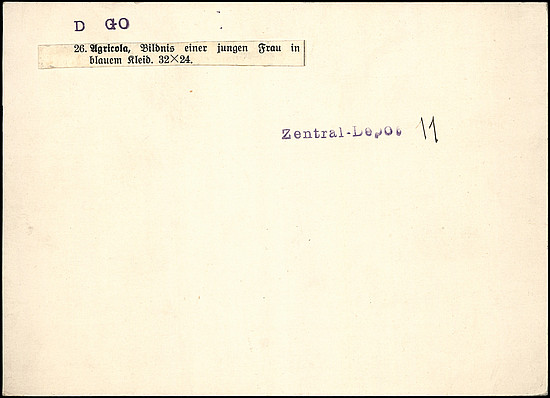 D GO
26. Agricola, Bildnis einer jungen Frau in
blauem Kleid. 32×24.
Zentral-Depot 11